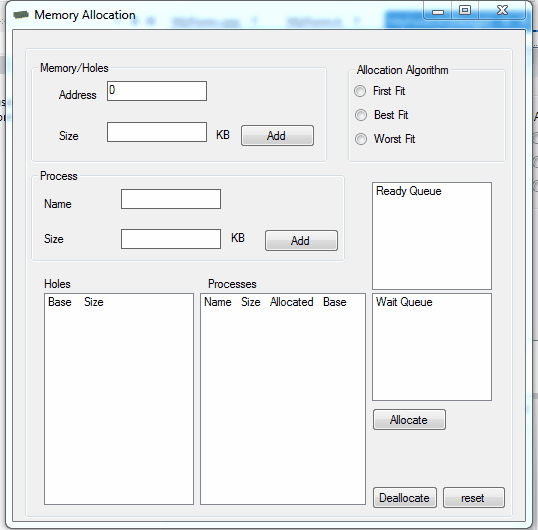 Memory Allocation
Memory/Holes
Address 0
Size KB Add
Allocation Algorithm
First Fit
Best Fit
Worst Fit
Process
Name
Size KB Add
Ready Queue
Holes
Base Size
Processes
Name Size Allocated Base
Wait Queue
Allocate
Deallocate reset